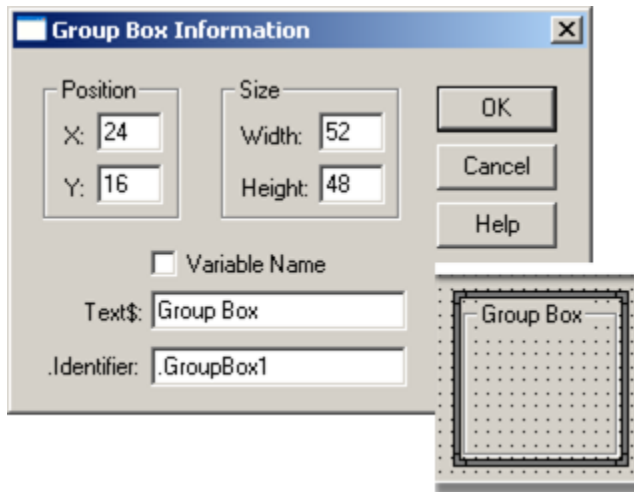 Group Box Information
Position
Size
X: 24
Width: 52
Y: 16
Height: 48
OK
Cancel
Help
Variable Name
Text$: Group Box
.Identifier: .GroupBox1
Group Box